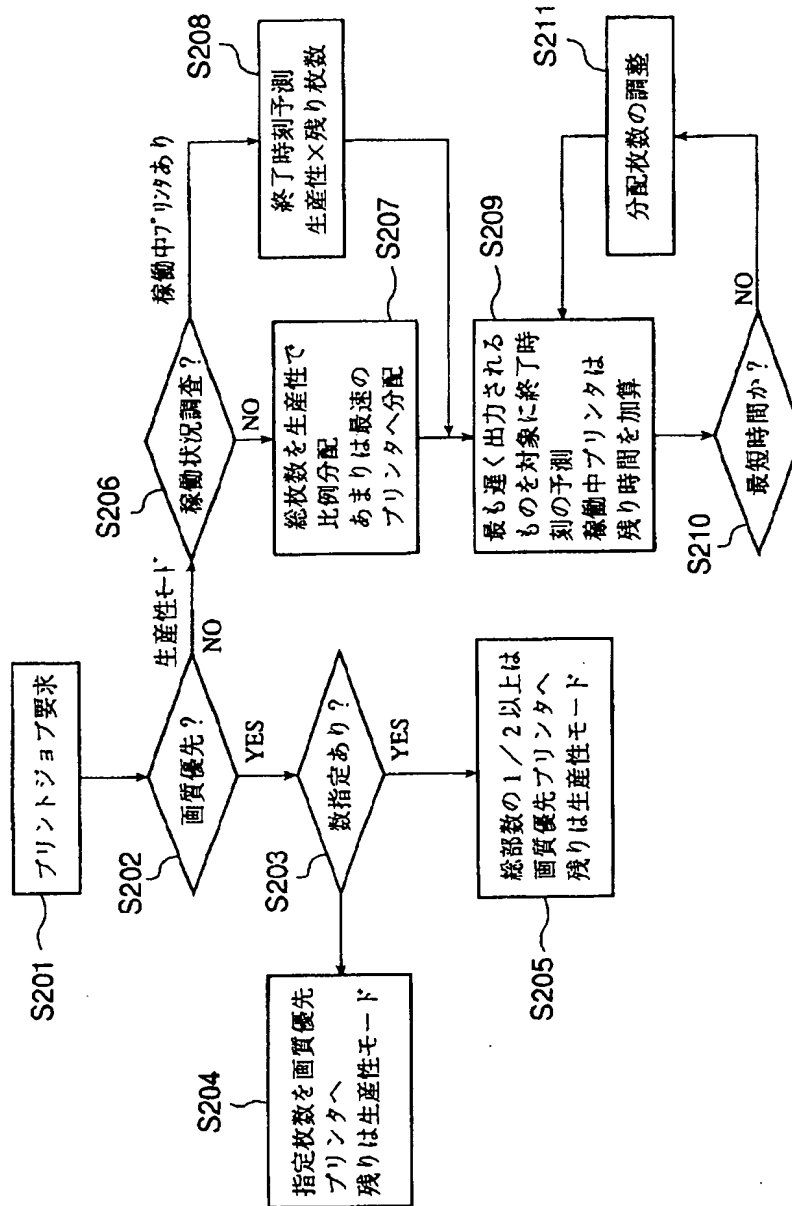 S201
プリントジョブ要求
S202
画質優先?
生産性モード
NO
YES
S203
数指定あり?
YES
S204
指定枚数を画質優先
プリンタへ
残りは生産性モード
S205
総部数の1/2以上は
画質優先プリンタへ
残りは生産性モード
S206
稼働状況調査?
稼働中プリンタあり
NO
S207
総枚数を生産性で
比例分配
あまりは最速の
プリンタへ分配
S208
終了時刻予測
生産性×残り枚数
S209
最も遅く出力される
ものを対象に終了時
刻の予測
稼働中プリンタは
残り時間を加算
S210
最短時間か?
NO
S211
分配枚数の調整